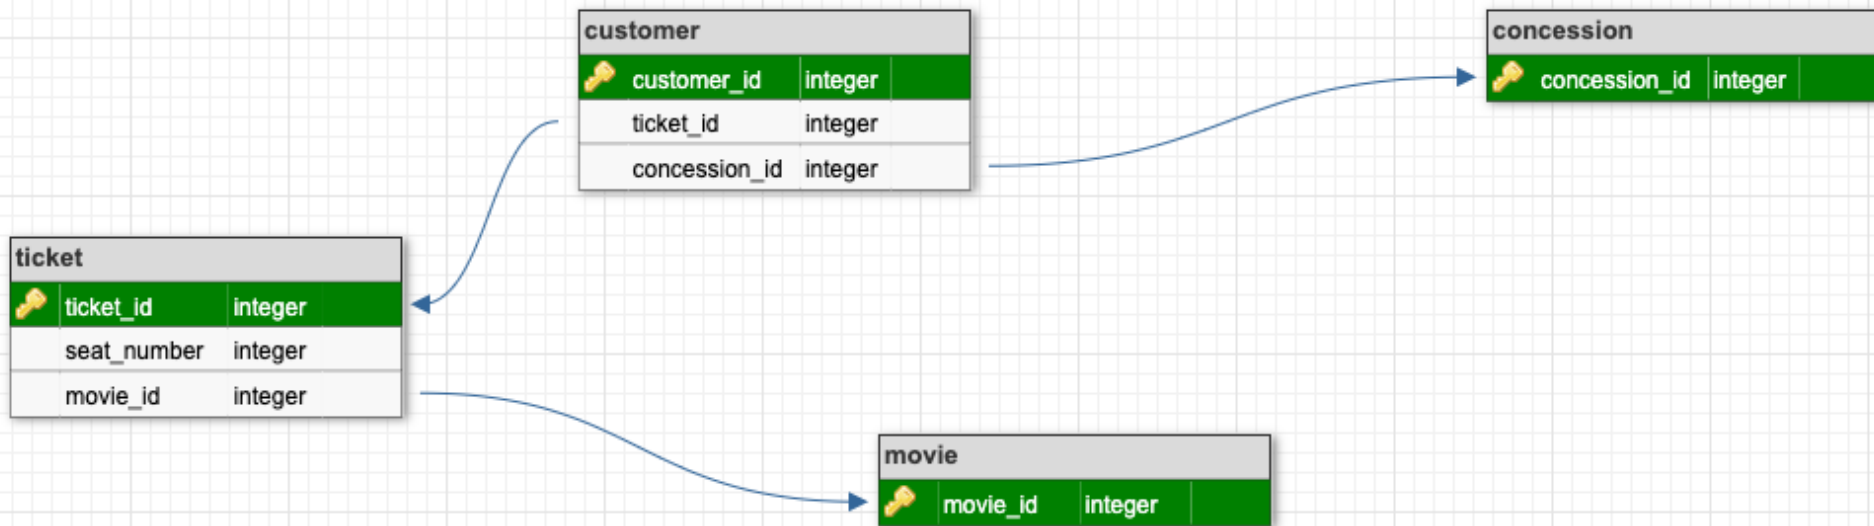 customer
customer_id integer
ticket_id integer
concession_id integer
concession
concession_id integer
ticket
ticket_id integer
seat_number integer
movie_id integer
movie
movie_id integer